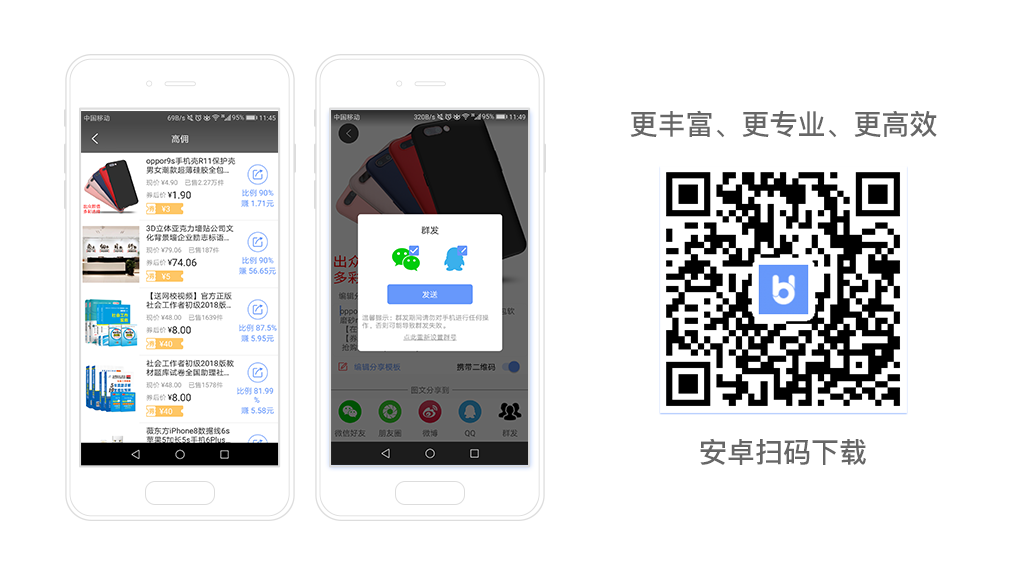 中国移动 69B/s 95% 11:45
高佣
oppor9s手机壳R11保护壳
男女潮款超薄硅胶全包...
现价 ¥4.90 已售2.27万件
券后价 ¥1.90
券 ¥3
比例 90%
赚 1.71元
3D立体亚克力墙贴公司文
化背景墙企业励志标语...
现价 ¥79.06 已售187件
券后价 ¥74.06
券 ¥5
比例 90%
赚 56.65元
【送网校视频】官方正版
社会工作者初级2018版...
现价 ¥48.00 已售1639件
券后价 ¥8.00
券 ¥40
比例 87.5%
赚 5.95元
社会工作者初级2018版教
材题库试卷全国助理社...
现价 ¥48.00 已售1578件
券后价 ¥8.00
券 ¥40
比例 81.99
%
赚 5.58元
薇东方iPhone8数据线6s
苹果5加长5s手机6Plus...
中国移动 320B/s 95% 11:49
出众
多彩
群发
发送
温馨提示：群发期间请勿对手机进行任何操
作，否则可能导致群发失败。
点此重新设置群号
编辑分享模板 携带二维码
图文分享到
微信好友 朋友圈 微博 QQ 群发
更丰富、更专业、更高效
安卓扫码下载